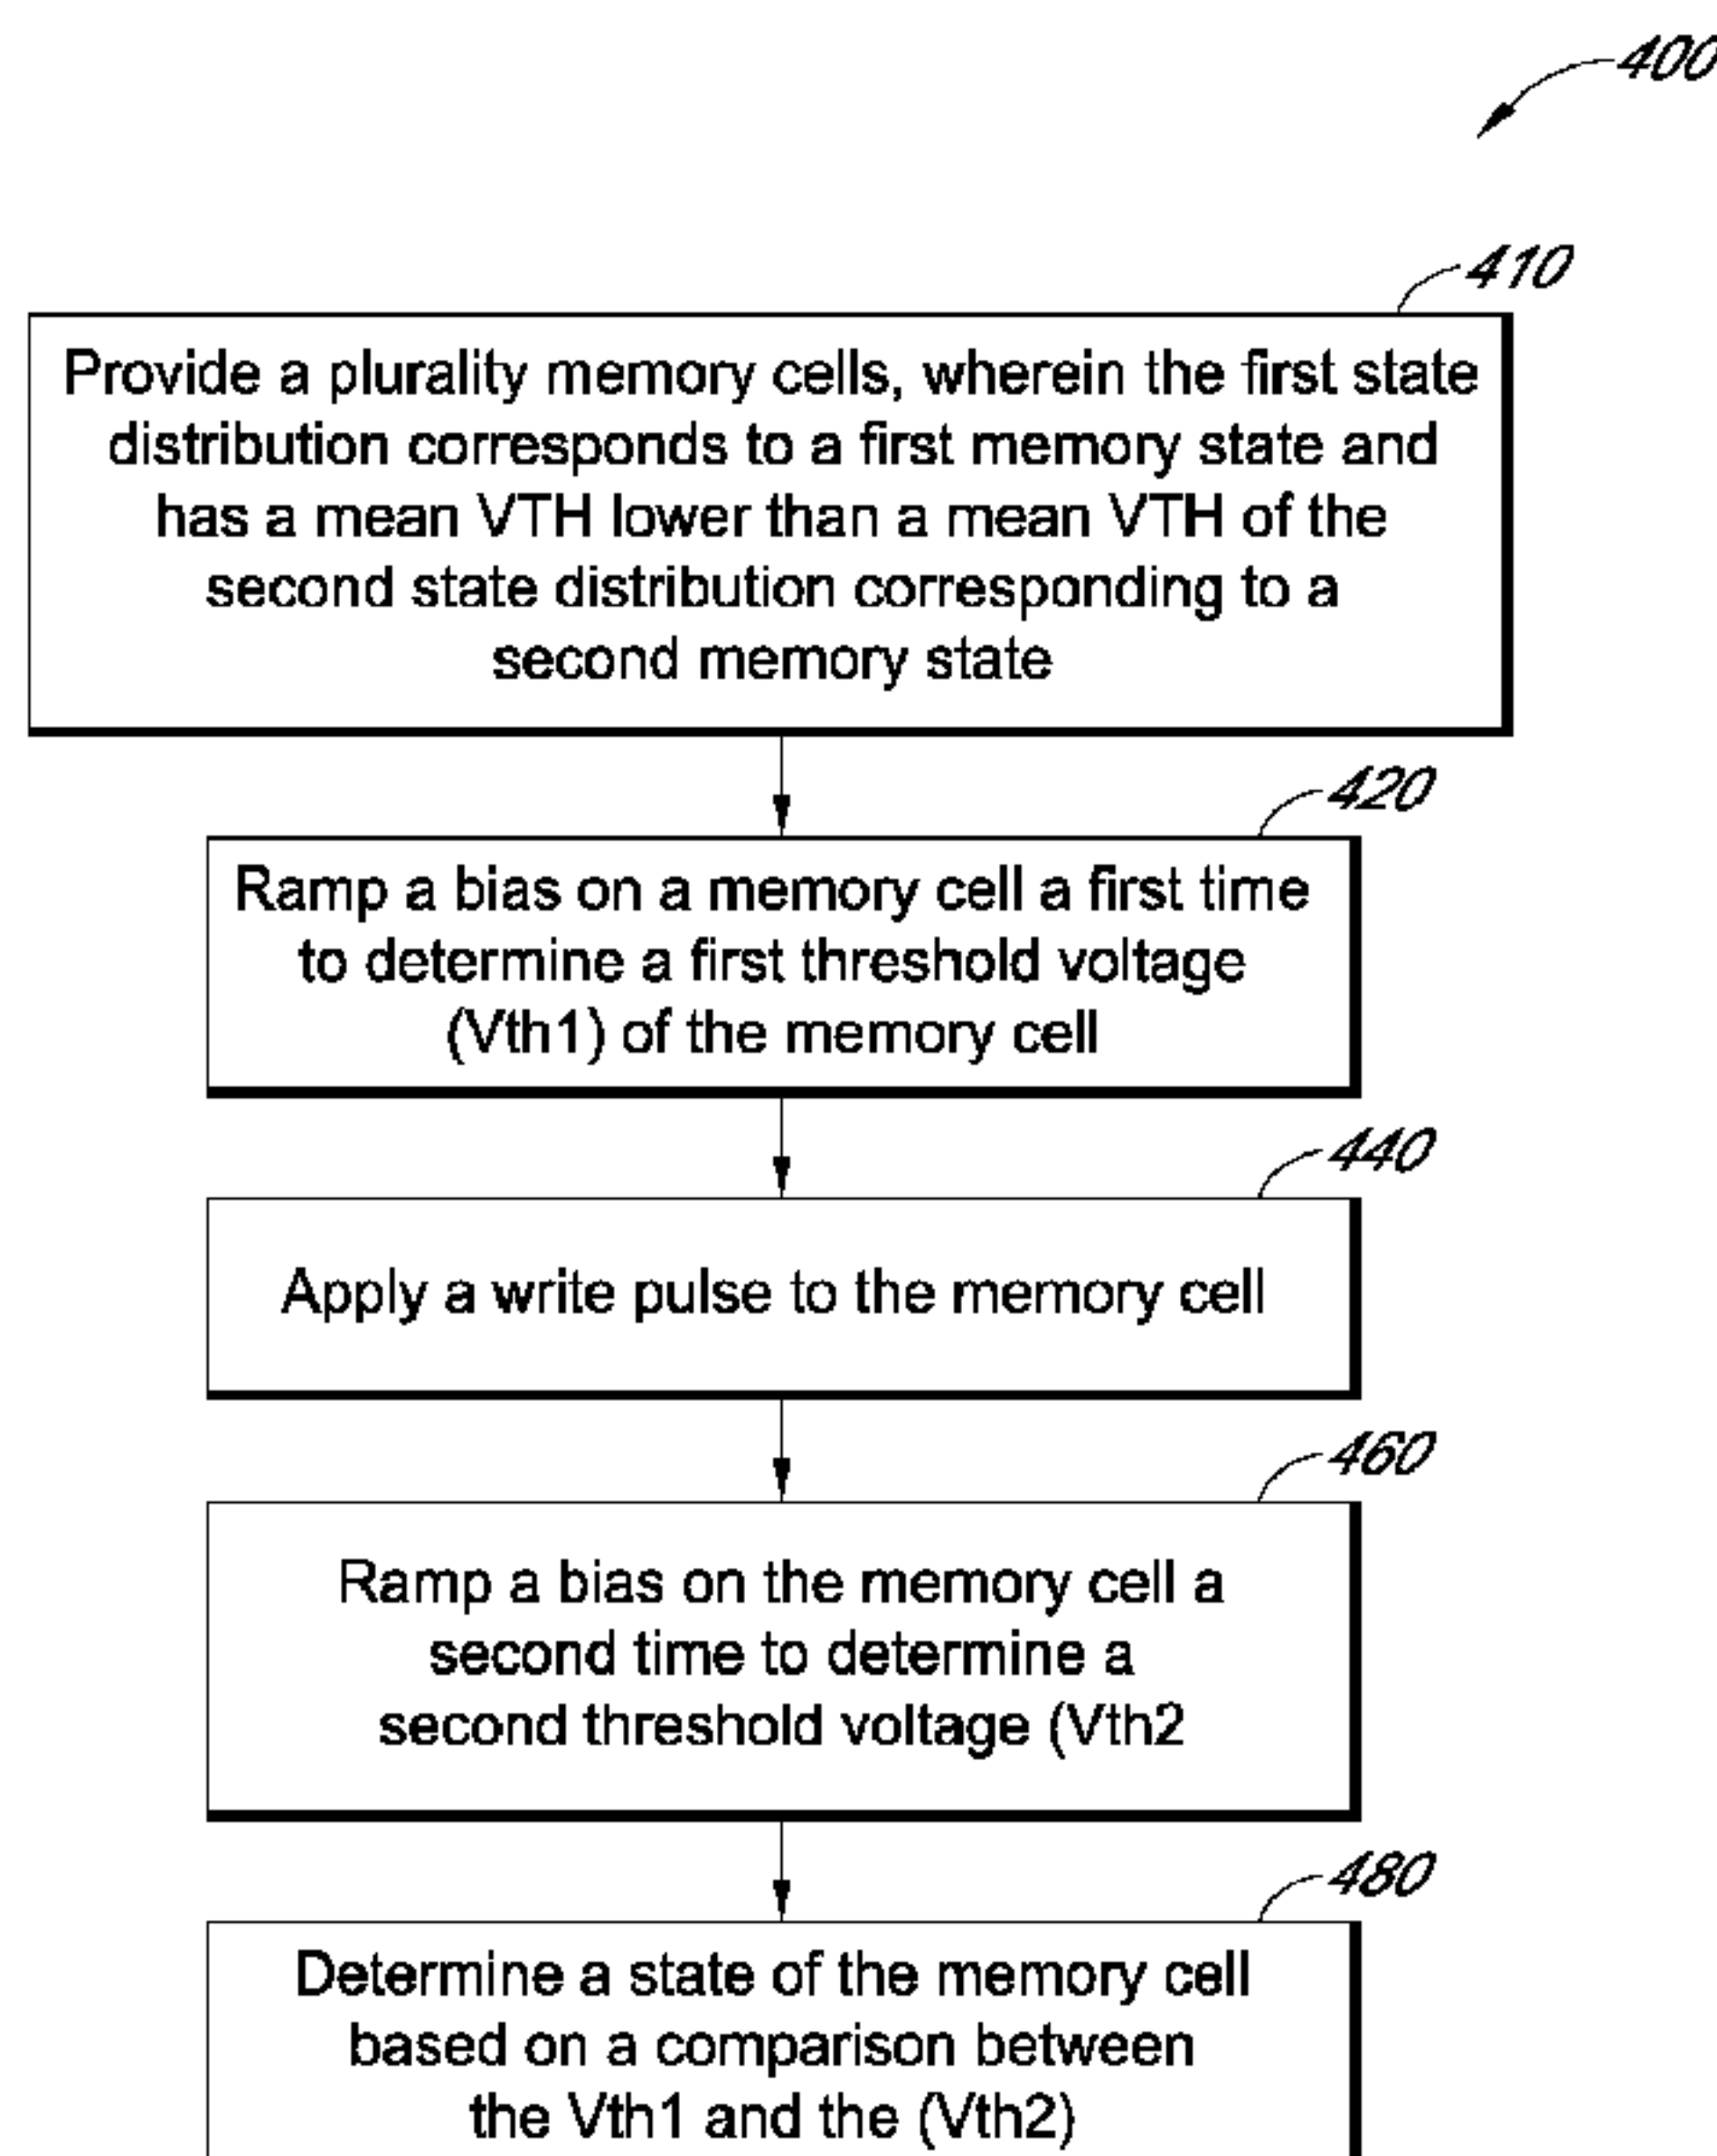 400
410
Provide a plurality memory cells, wherein the first state
distribution corresponds to a first memory state and
has a mean VTH lower than a mean VTH of the
second state distribution corresponding to a
second memory state
420
Ramp a bias on a memory cell a first time
to determine a first threshold voltage
(Vth1) of the memory cell
440
Apply a write pulse to the memory cell
460
Ramp a bias on the memory cell a
second time to determine a
second threshold voltage (Vth2
480
Determine a state of the memory cell
based on a comparison between
the Vth1 and the (Vth2)